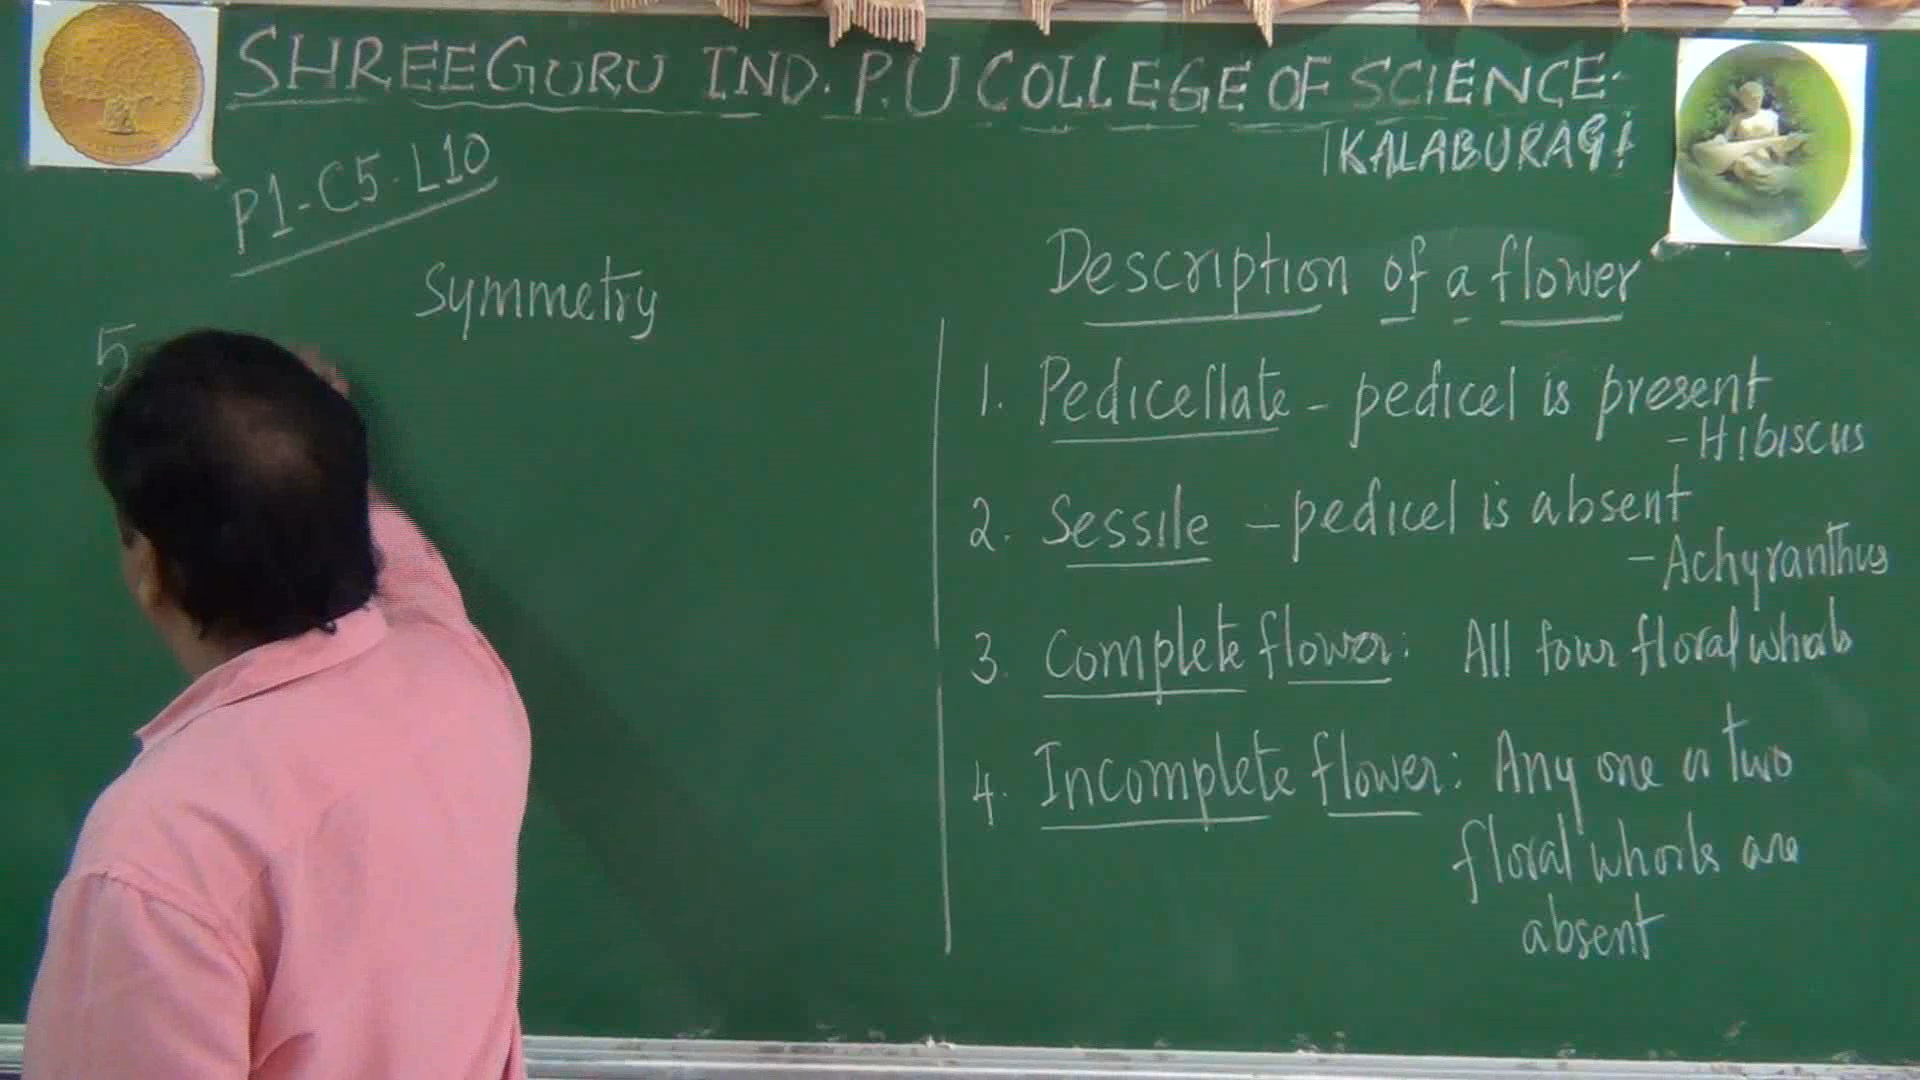 SHREEGURU IND. P.U COLLEGE OF SCIENCE-
KALABURAGI
P1-C5-L10
Symmetry
5
Description of a flower
1. Pedicellate - pedicel is present
- Hibiscus
2. Sessile - pedicel is absent
- Achyranthus
3. Complete flower: All four floral whorls
4. Incomplete flower: Any one or two
floral whorls are
absent